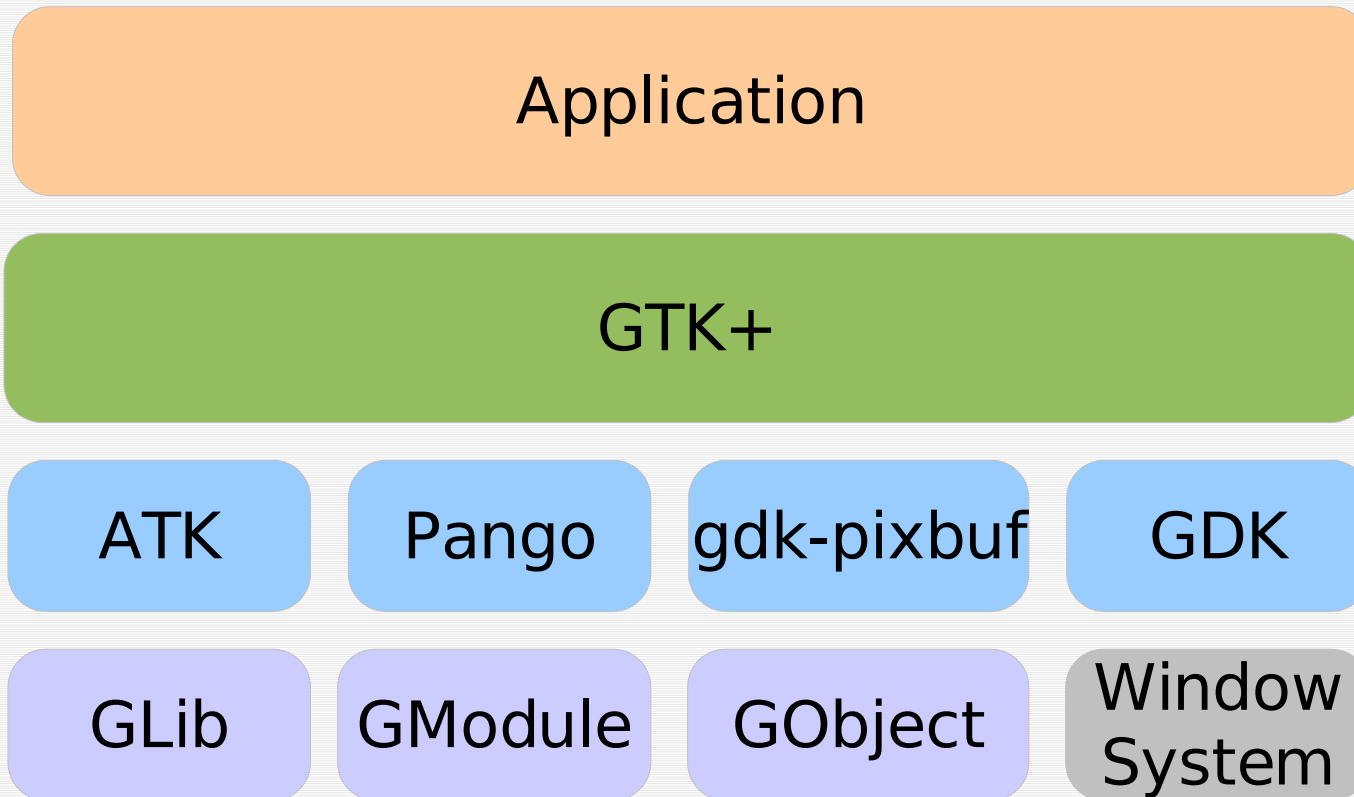 Application
GTK+
ATK
Pango
gdk-pixbuf
GDK
GLib
GModule
GObject
Window
System